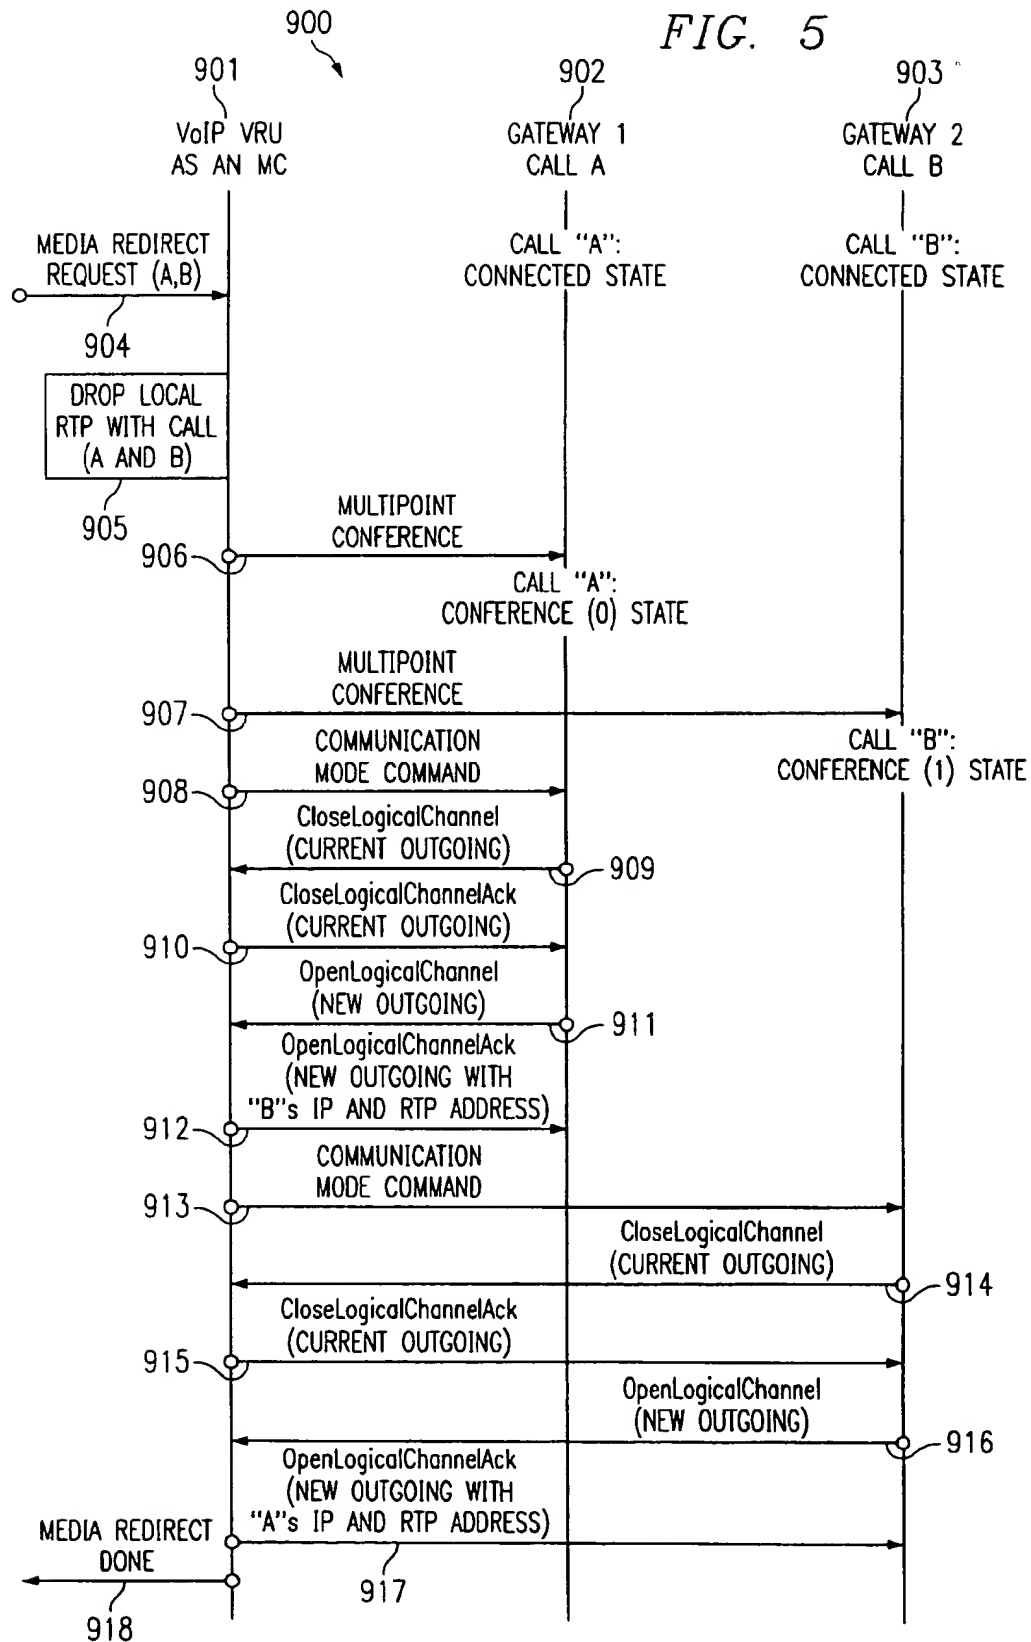 900
FIG. 5
901
902
903
VoIP VRU
AS AN MC
GATEWAY 1
CALL A
GATEWAY 2
CALL B
MEDIA REDIRECT
REQUEST (A,B)
CALL "A":
CONNECTED STATE
CALL "B":
CONNECTED STATE
904
DROP LOCAL
RTP WITH CALL
(A AND B)
905
MULTIPOINT
CONFERENCE
906
CALL "A":
CONFERENCE (0) STATE
MULTIPOINT
CONFERENCE
907
CALL "B":
CONFERENCE (1) STATE
COMMUNICATION
MODE COMMAND
908
CloseLogicalChannel
(CURRENT OUTGOING)
909
CloseLogicalChannelAck
(CURRENT OUTGOING)
910
OpenLogicalChannel
(NEW OUTGOING)
911
OpenLogicalChannelAck
(NEW OUTGOING WITH
"B"s IP AND RTP ADDRESS)
912
COMMUNICATION
MODE COMMAND
913
CloseLogicalChannel
(CURRENT OUTGOING)
914
CloseLogicalChannelAck
(CURRENT OUTGOING)
915
OpenLogicalChannel
(NEW OUTGOING)
916
OpenLogicalChannelAck
(NEW OUTGOING WITH
"A"s IP AND RTP ADDRESS)
MEDIA REDIRECT
DONE
917
918